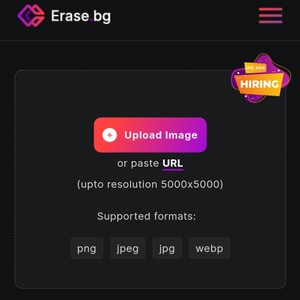 Erase.bg
WE ARE
HIRING
Upload Image
or paste URL
(upto resolution 5000x5000)
Supported formats:
png jpeg jpg webp